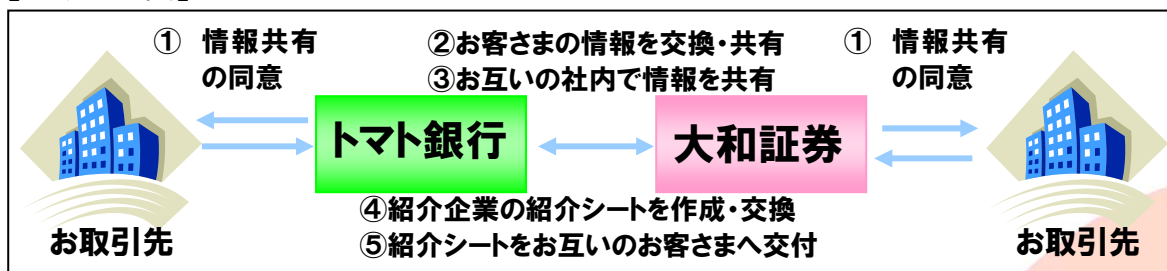 ① 情報共有
の同意
②お客さまの情報を交換・共有
③お互いの社内で情報を共有
① 情報共有
の同意
トマト銀行
大和証券
④紹介企業の紹介シートを作成・交換
⑤紹介シートをお互いのお客さまへ交付
お取引先
お取引先